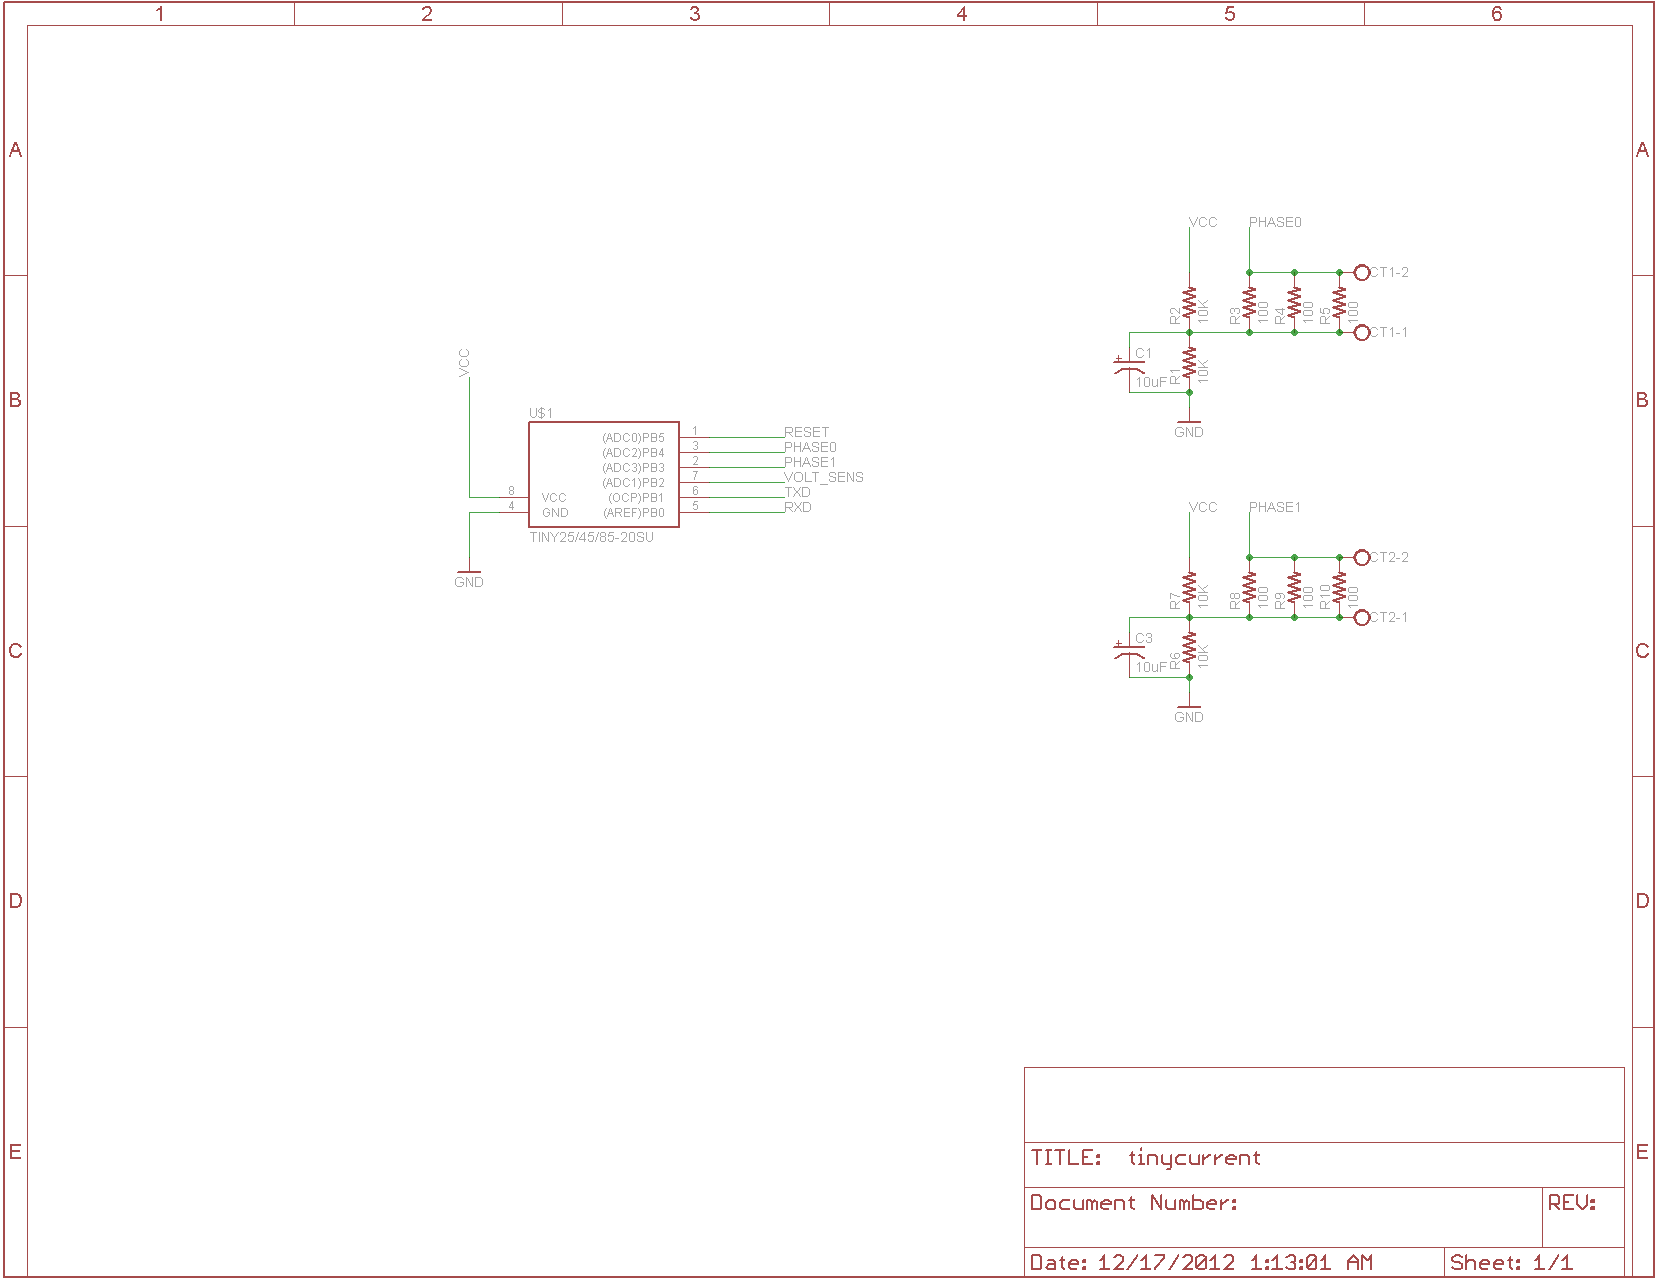 1 2 3 4 5 6
A A
B B
C C
D D
E E
VCC
U$1
(ADC0)PB5 1 RESET
(ADC2)PB4 3 PHASE0
(ADC3)PB3 2 PHASE1
(ADC1)PB2 7 VOLT_SENS
8 VCC (OCP)PB1 6 TXD
4 GND (AREF)PB0 5 RXD
TINY25/45/85-20SU
GND
VCC PHASE0
CT1-2
R2 10K R3 100 R4 100 R5 100
CT1-1
+ C1
10uF R1 10K
GND
VCC PHASE1
CT2-2
R7 10K R8 100 R9 100 R10 100
CT2-1
+ C3
10uF R6 10K
GND
TITLE: tinycurrent
Document Number: REV:
Date: 12/17/2012 1:13:01 AM Sheet: 1/1